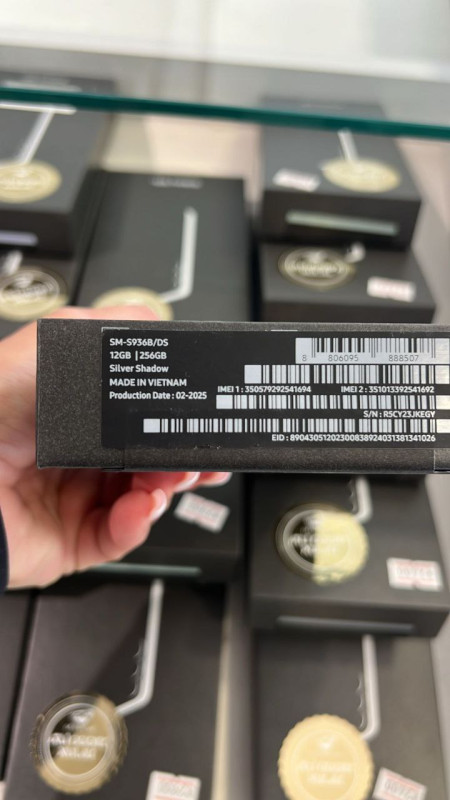 SM-S936B/DS
12GB | 256GB
Silver Shadow
MADE IN VIETNAM
Production Date : 02-2025
8 806095 888507
IMEI 1 : 350579292541694 IMEI 2 : 351013392541692
S/N : R5CY23JKEGY
EID : 89043051202300838924031381341026